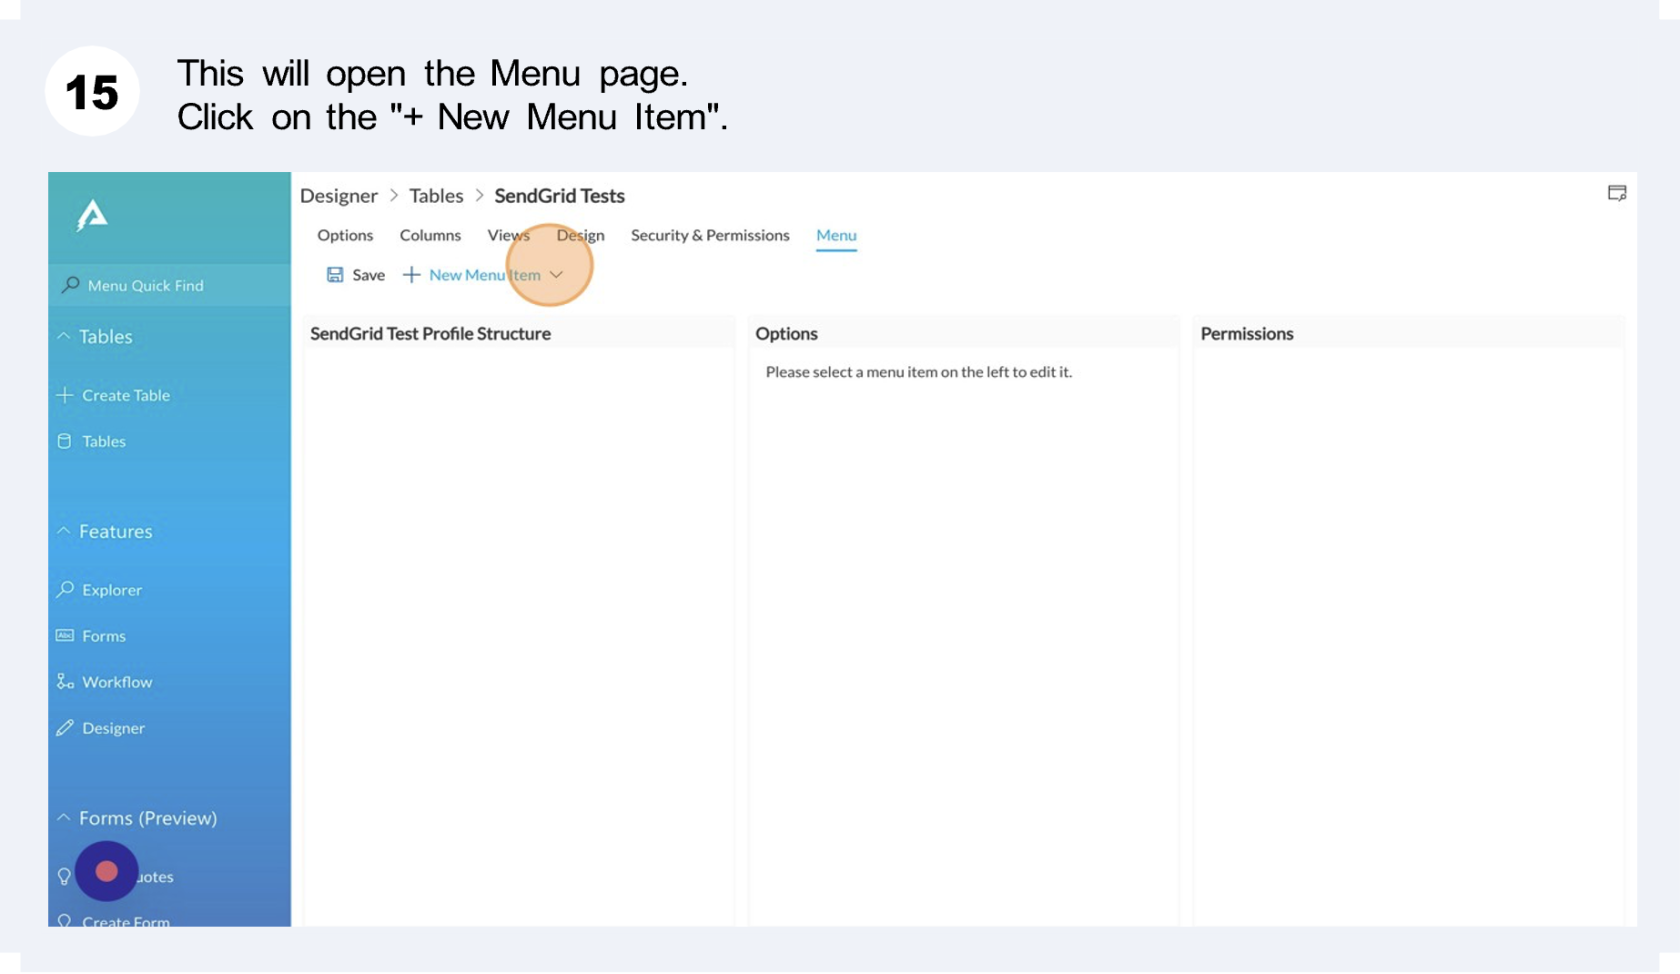 15
This will open the Menu page.
Click on the "+ New Menu Item".
Designer > Tables > SendGrid Tests
Options Columns Views Design Security & Permissions Menu
Save + New Menu Item
Menu Quick Find
Tables
+ Create Table
Tables
Features
Explorer
Abc Forms
Workflow
Designer
Forms (Preview)
uotes
Create Form
SendGrid Test Profile Structure
Options
Please select a menu item on the left to edit it.
Permissions